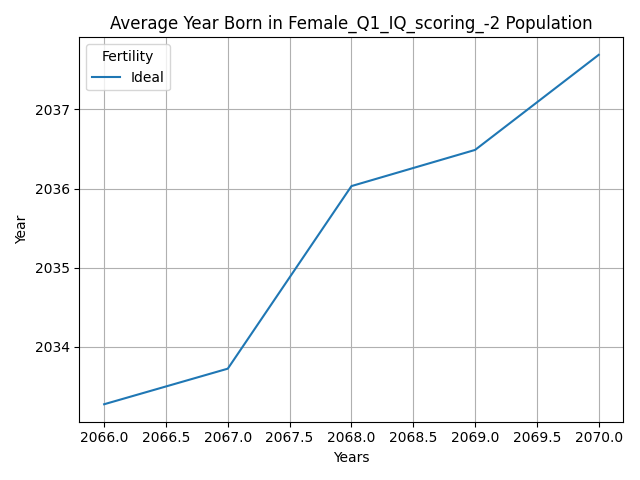 Average Year Born in Female_Q1_IQ_scoring_-2 Population
Fertility
Ideal
2037
2036
2035
2034
Year
2066.0 2066.5 2067.0 2067.5 2068.0 2068.5 2069.0 2069.5 2070.0
Years